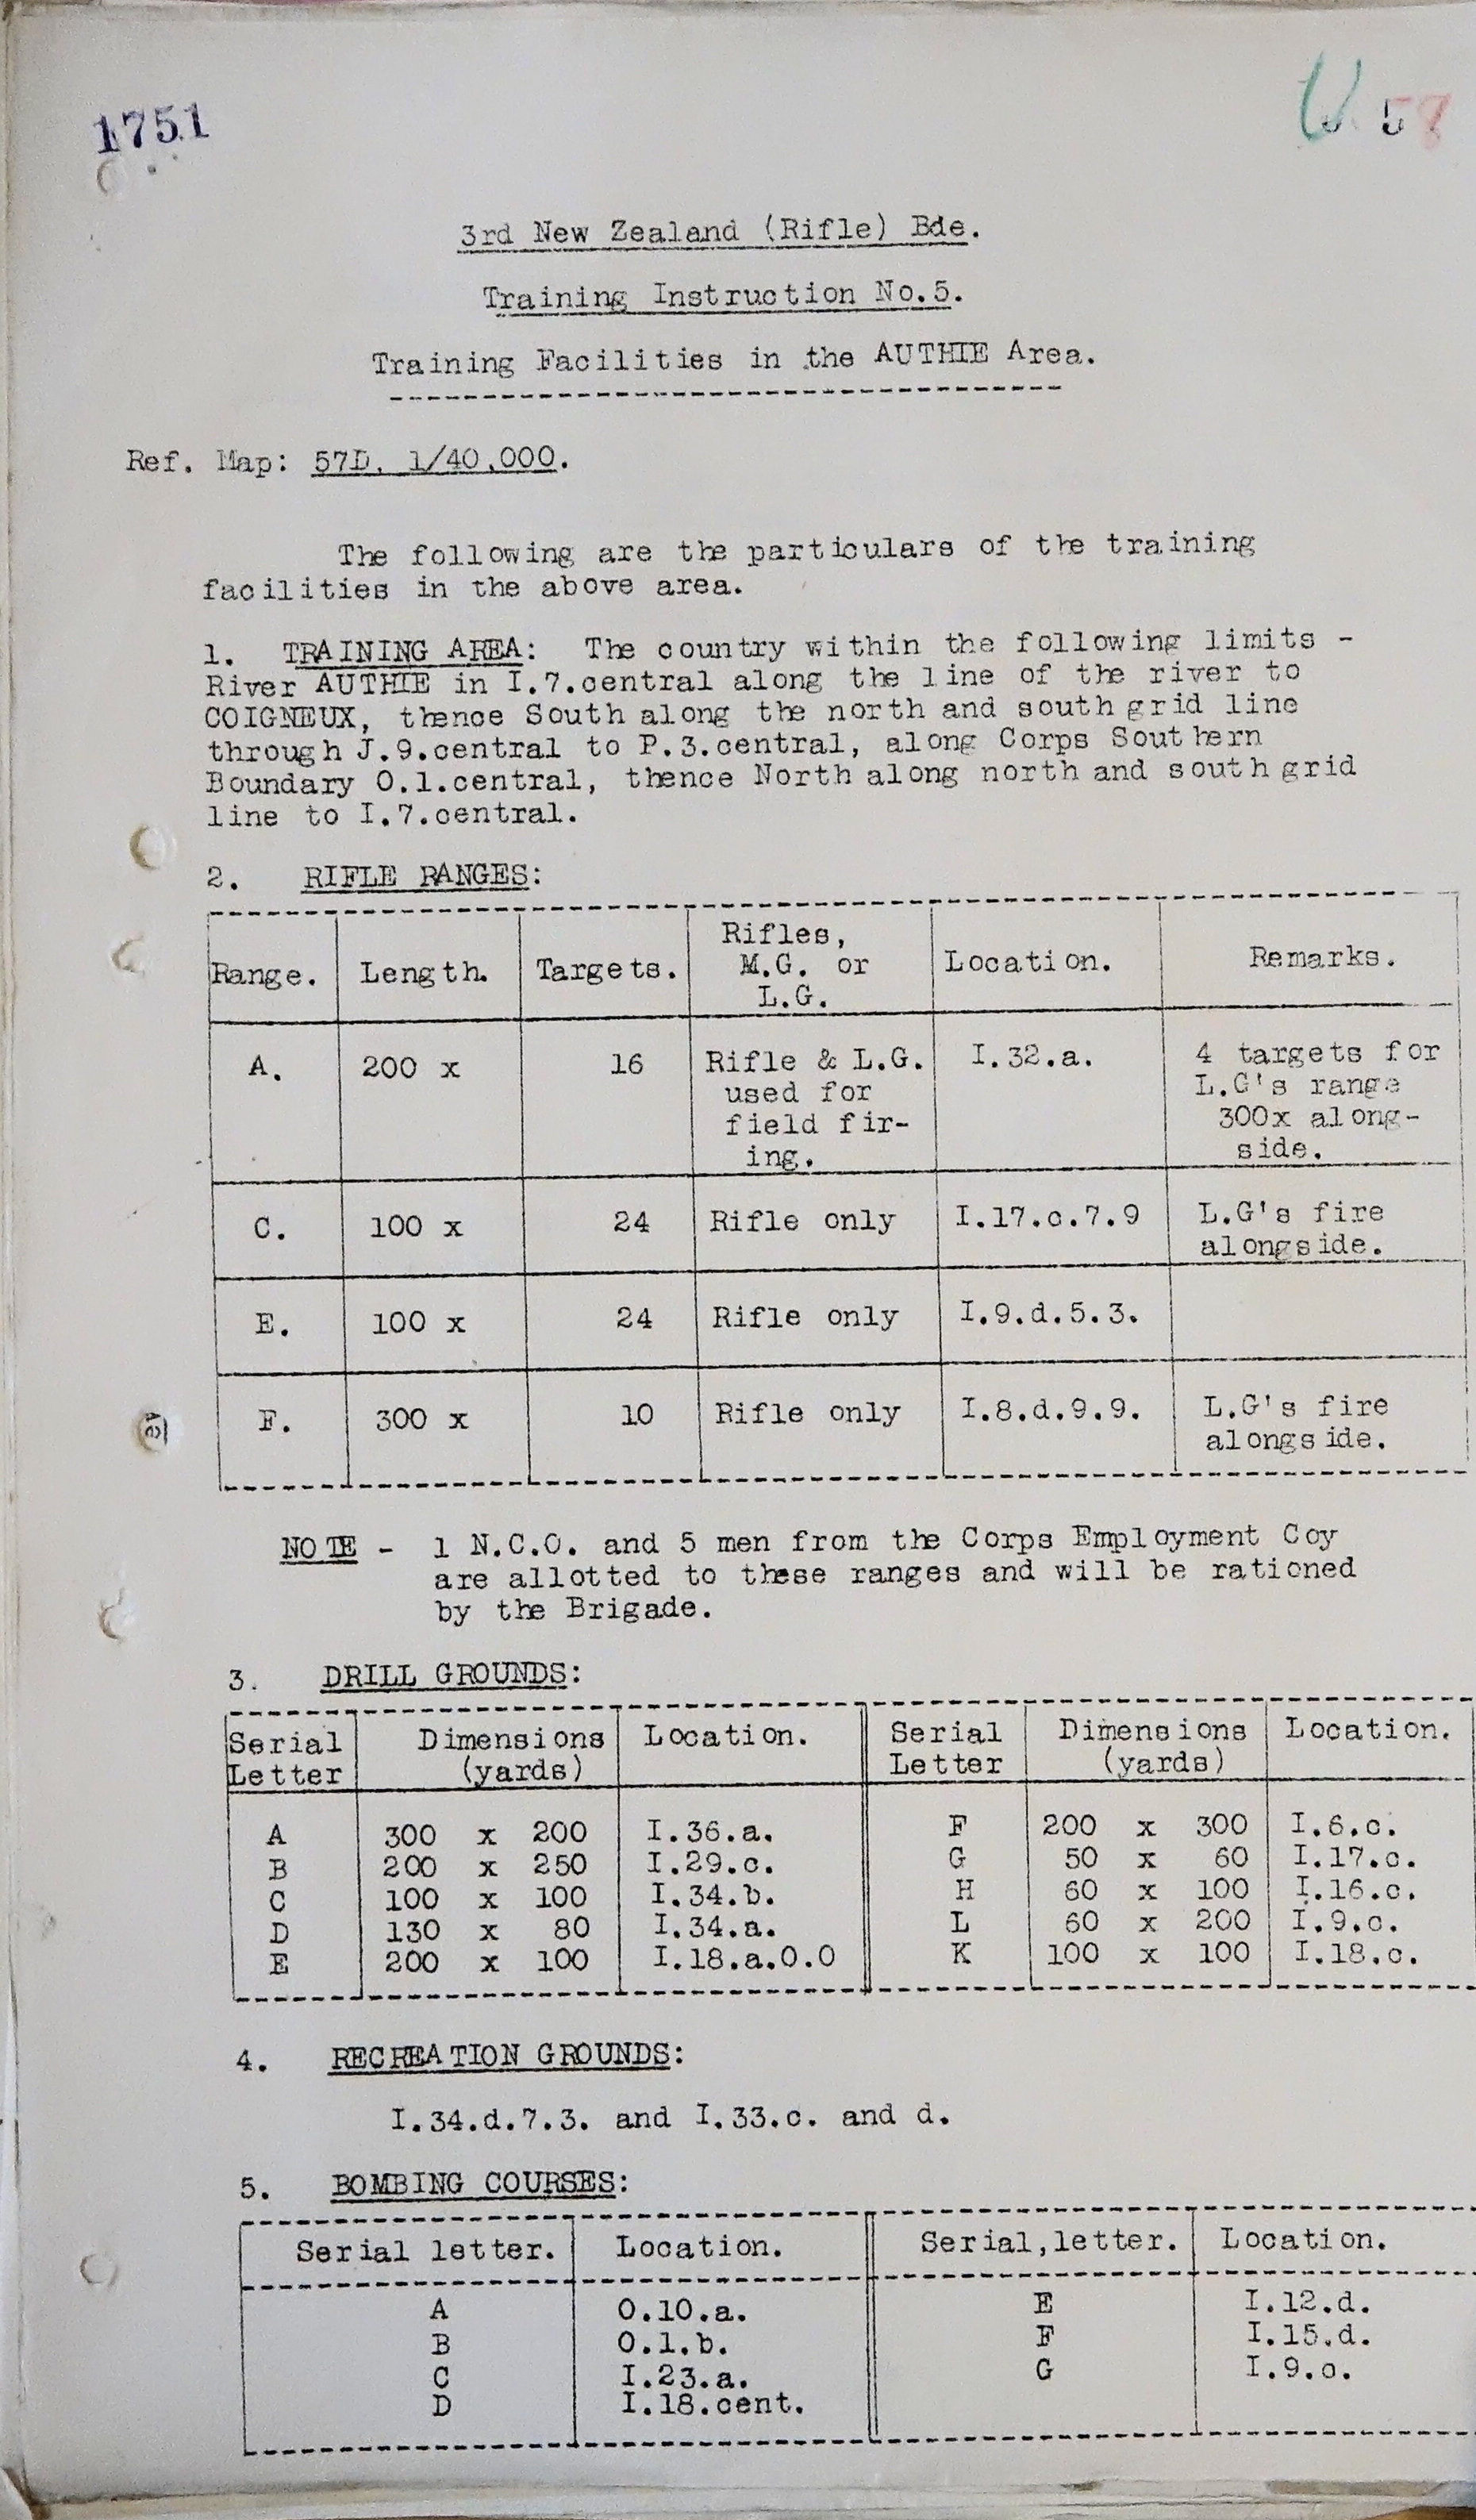 1751
3rd New Zealand (Rifle) Bde.
Training Instruction No.5.
Training Facilities in the AUTHIE Area.
Ref. Map: 57D. 1/40,000.
The following are the particulars of the training
facilities in the above area.
1. TRAINING AREA: The country within the following limits -
River AUTHIE in I.7.central along the line of the river to
COIGNEUX, thence South along the north and south grid line
through J.9.central to P.3.central, along Corps Southern
Boundary O.1.central, thence North along north and south grid
line to I.7.central.
2. RIFLE RANGES:
Range. Length. Targets. Rifles, M.G. or L.G. Location. Remarks.
A. 200 x 16 Rifle & L.G. I.32.a. 4 targets for
used for L.G's range
field fir- 300x along-
ing. side.
C. 100 x 24 Rifle only I.17.c.7.9 L.G's fire
alongside.
E. 100 x 24 Rifle only I.9.d.5.3.
F. 300 x 10 Rifle only I.8.d.9.9. L.G's fire
alongside.
NOTE - 1 N.C.O. and 5 men from the Corps Employment Coy
are allotted to these ranges and will be rationed
by the Brigade.
3. DRILL GROUNDS:
Serial Dimensions Location. Serial Dimensions Location.
Letter (yards) Letter (yards)
A 300 x 200 I.36.a. F 200 x 300 I.6.c.
B 200 x 250 I.29.c. G 50 x 60 I.17.c.
C 100 x 100 I.34.b. H 60 x 100 I.16.c.
D 130 x 80 I.34.a. L 60 x 200 I.9.c.
E 200 x 100 I.18.a.0.0 K 100 x 100 I.18.c.
4. RECREATION GROUNDS:
I.34.d.7.3. and I.33.c. and d.
5. BOMBING COURSES:
Serial letter. Location. Serial,letter. Location.
A O.10.a. E I.12.d.
B O.1.b. F I.15.d.
C I.23.a. G I.9.c.
D I.18.cent.